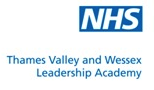 NHS
Thames Valley and Wessex
Leadership Academy